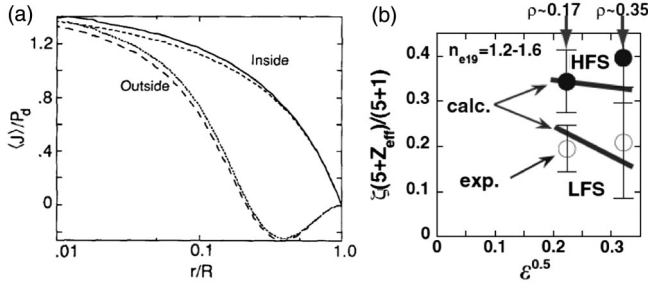 (a)
1.2
.8
.4
0
⟨J⟩/P_d
Inside
Outside
.01
0.1
1.0
r/R
(b)
ρ~0.17
ρ~0.35
0.4
0.3
0.2
0.1
0
ζ(5+Z_eff)/(5+1)
n_e19=1.2-1.6
HFS
calc.
exp.
LFS
0
0.1
0.2
0.3
ε^0.5